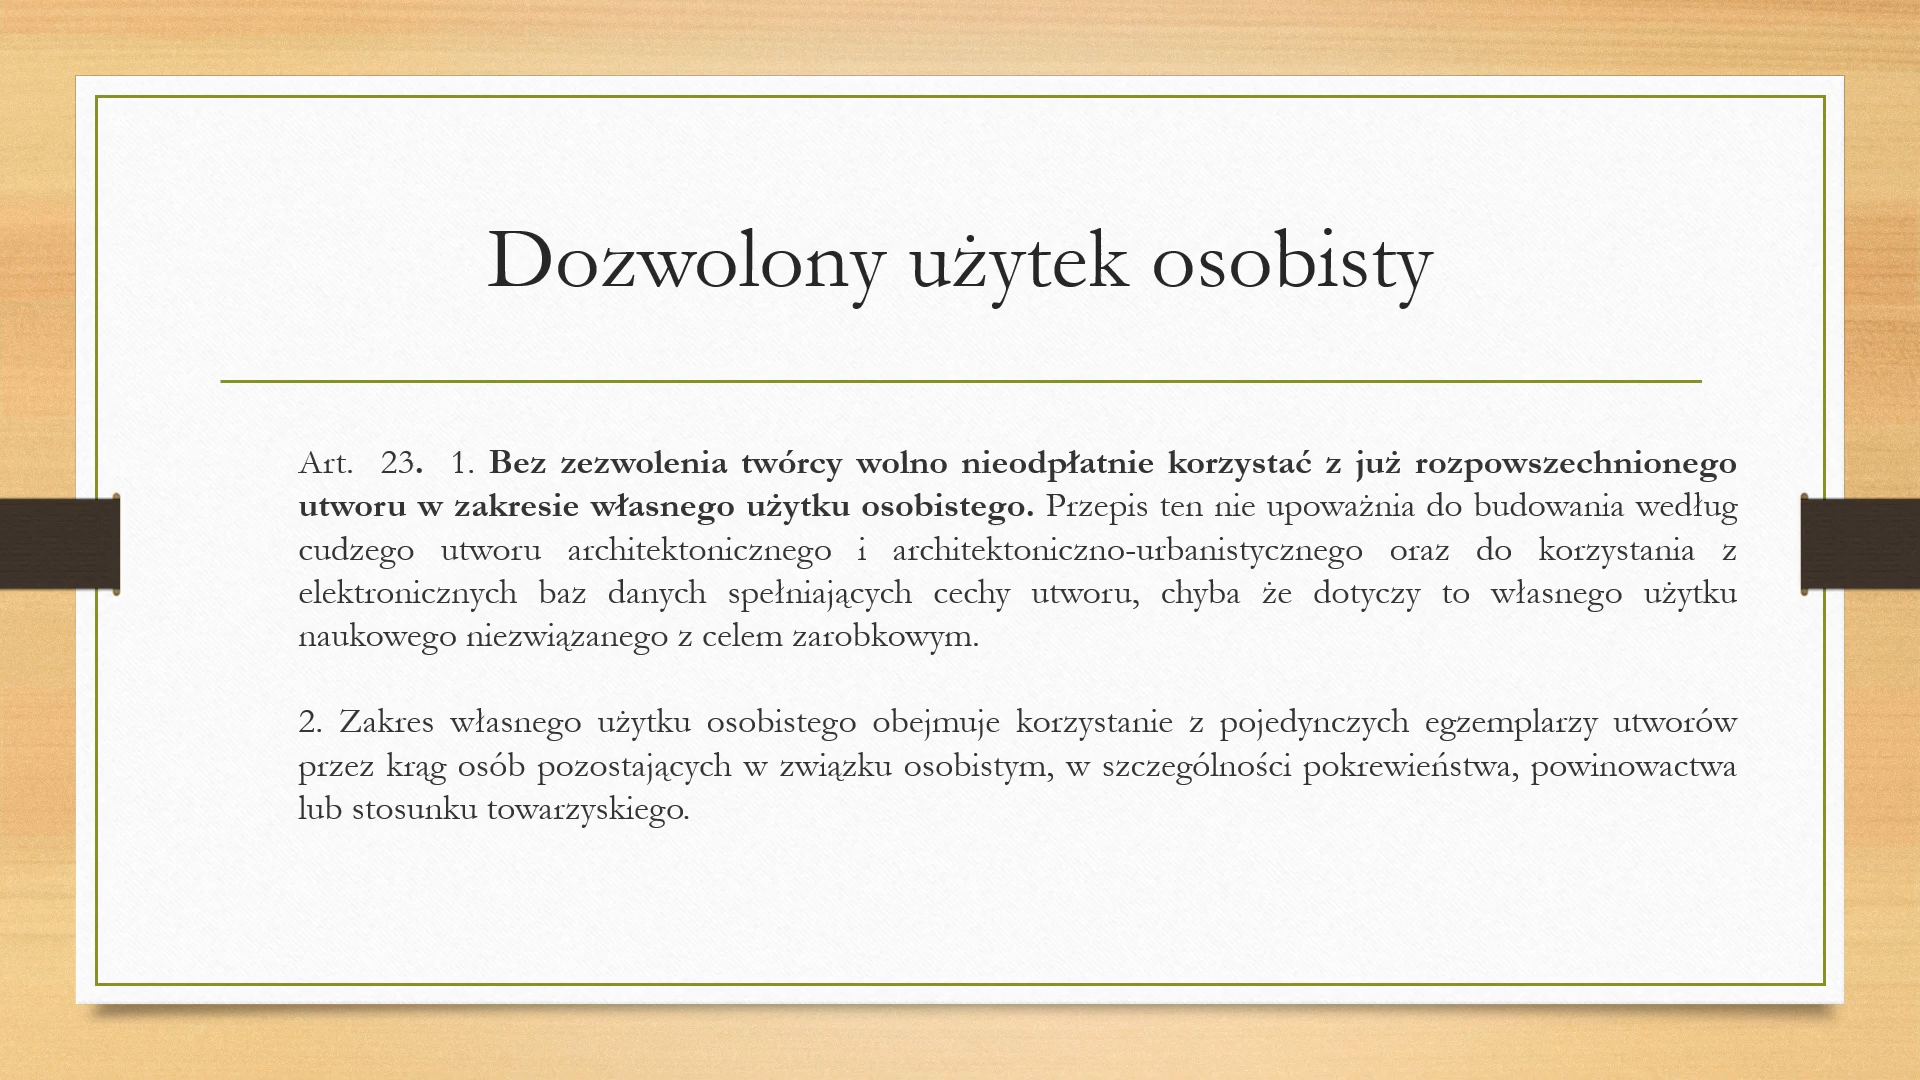 Dozwolony użytek osobisty
Art. 23. 1. Bez zezwolenia twórcy wolno nieodpłatnie korzystać z już rozpowszechnionego
utworu w zakresie własnego użytku osobistego. Przepis ten nie upoważnia do budowania według
cudzego utworu architektonicznego i architektoniczno-urbanistycznego oraz do korzystania z
elektronicznych baz danych spełniających cechy utworu, chyba że dotyczy to własnego użytku
naukowego niezwiązanego z celem zarobkowym.
2. Zakres własnego użytku osobistego obejmuje korzystanie z pojedynczych egzemplarzy utworów
przez krąg osób pozostających w związku osobistym, w szczególności pokrewieństwa, powinowactwa
lub stosunku towarzyskiego.